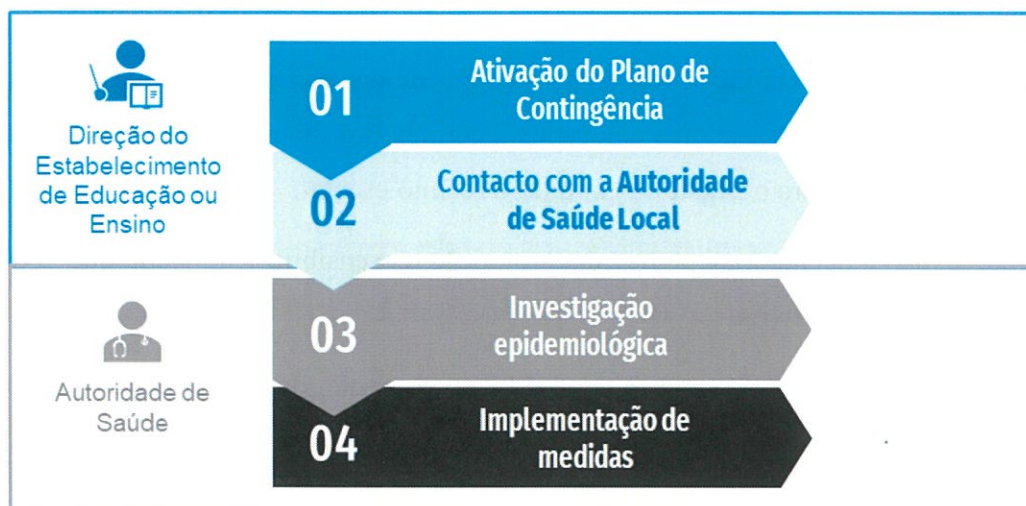 Direção do
Estabelecimento
de Educação ou
Ensino
01
Ativação do Plano de
Contingência
02
Contacto com a Autoridade
de Saúde Local
Autoridade de
Saúde
03
Investigação
epidemiológica
04
Implementação de
medidas